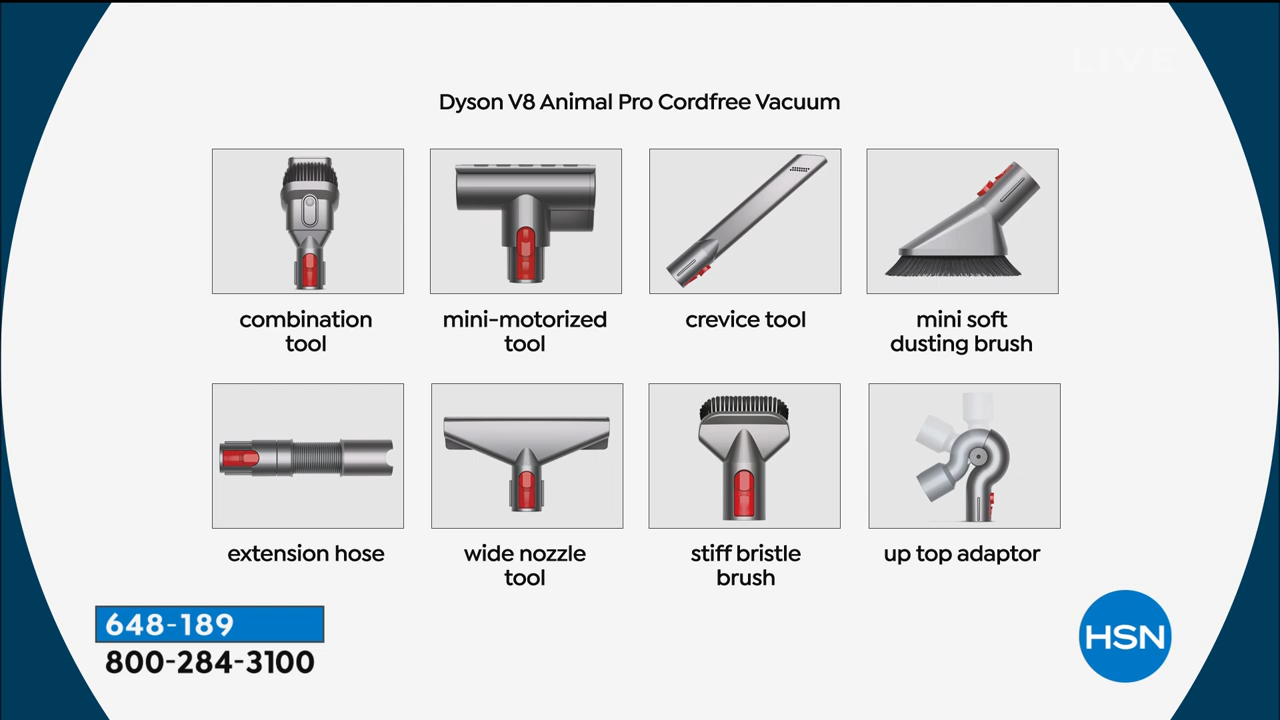 LIVE
Dyson V8 Animal Pro Cordfree Vacuum
combination
tool
mini-motorized
tool
crevice tool
mini soft
dusting brush
extension hose
wide nozzle
tool
stiff bristle
brush
up top adaptor
648-189
800-284-3100
HSN